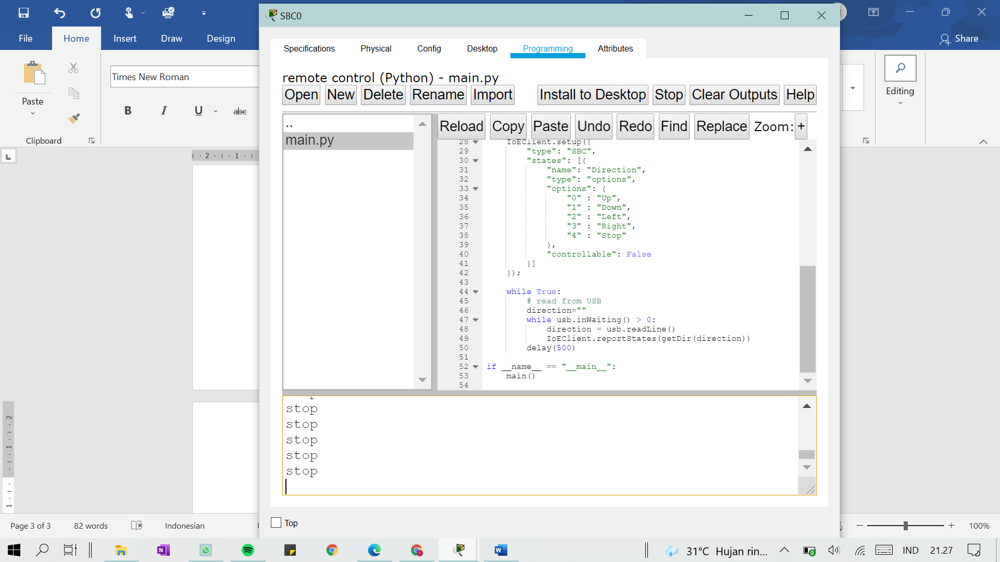 SBC0
File Home Insert Draw Design Share
Specifications Physical Config Desktop Programming Attributes
Times New Roman
Paste
B I U abc
Clipboard
Editing
remote control (Python) - main.py
Open New Delete Rename Import Install to Desktop Stop Clear Outputs Help
Reload Copy Paste Undo Redo Find Replace Zoom: +
..
main.py
28 IoEClient.setup({
29 "type": "SBC",
30 "states": [{
31 "name": "Direction",
32 "type": "options",
33 "options": {
34 "0" : "Up",
35 "1" : "Down",
36 "2" : "Left",
37 "3" : "Right",
38 "4" : "Stop"
39 },
40 "controllable": False
41 }]
42 });
43
44 while True:
45 # read from USB
46 direction=""
47 while usb.inWaiting() > 0:
48 direction = usb.readLine()
49 IoEClient.reportStates(getDir(direction))
50 delay(500)
51
52 if __name__ == "__main__":
53 main()
54
stop
stop
stop
stop
stop
Top
2 1
2 1 1
Page 3 of 3 82 words Indonesian 100%
31°C Hujan rin... IND 21.27